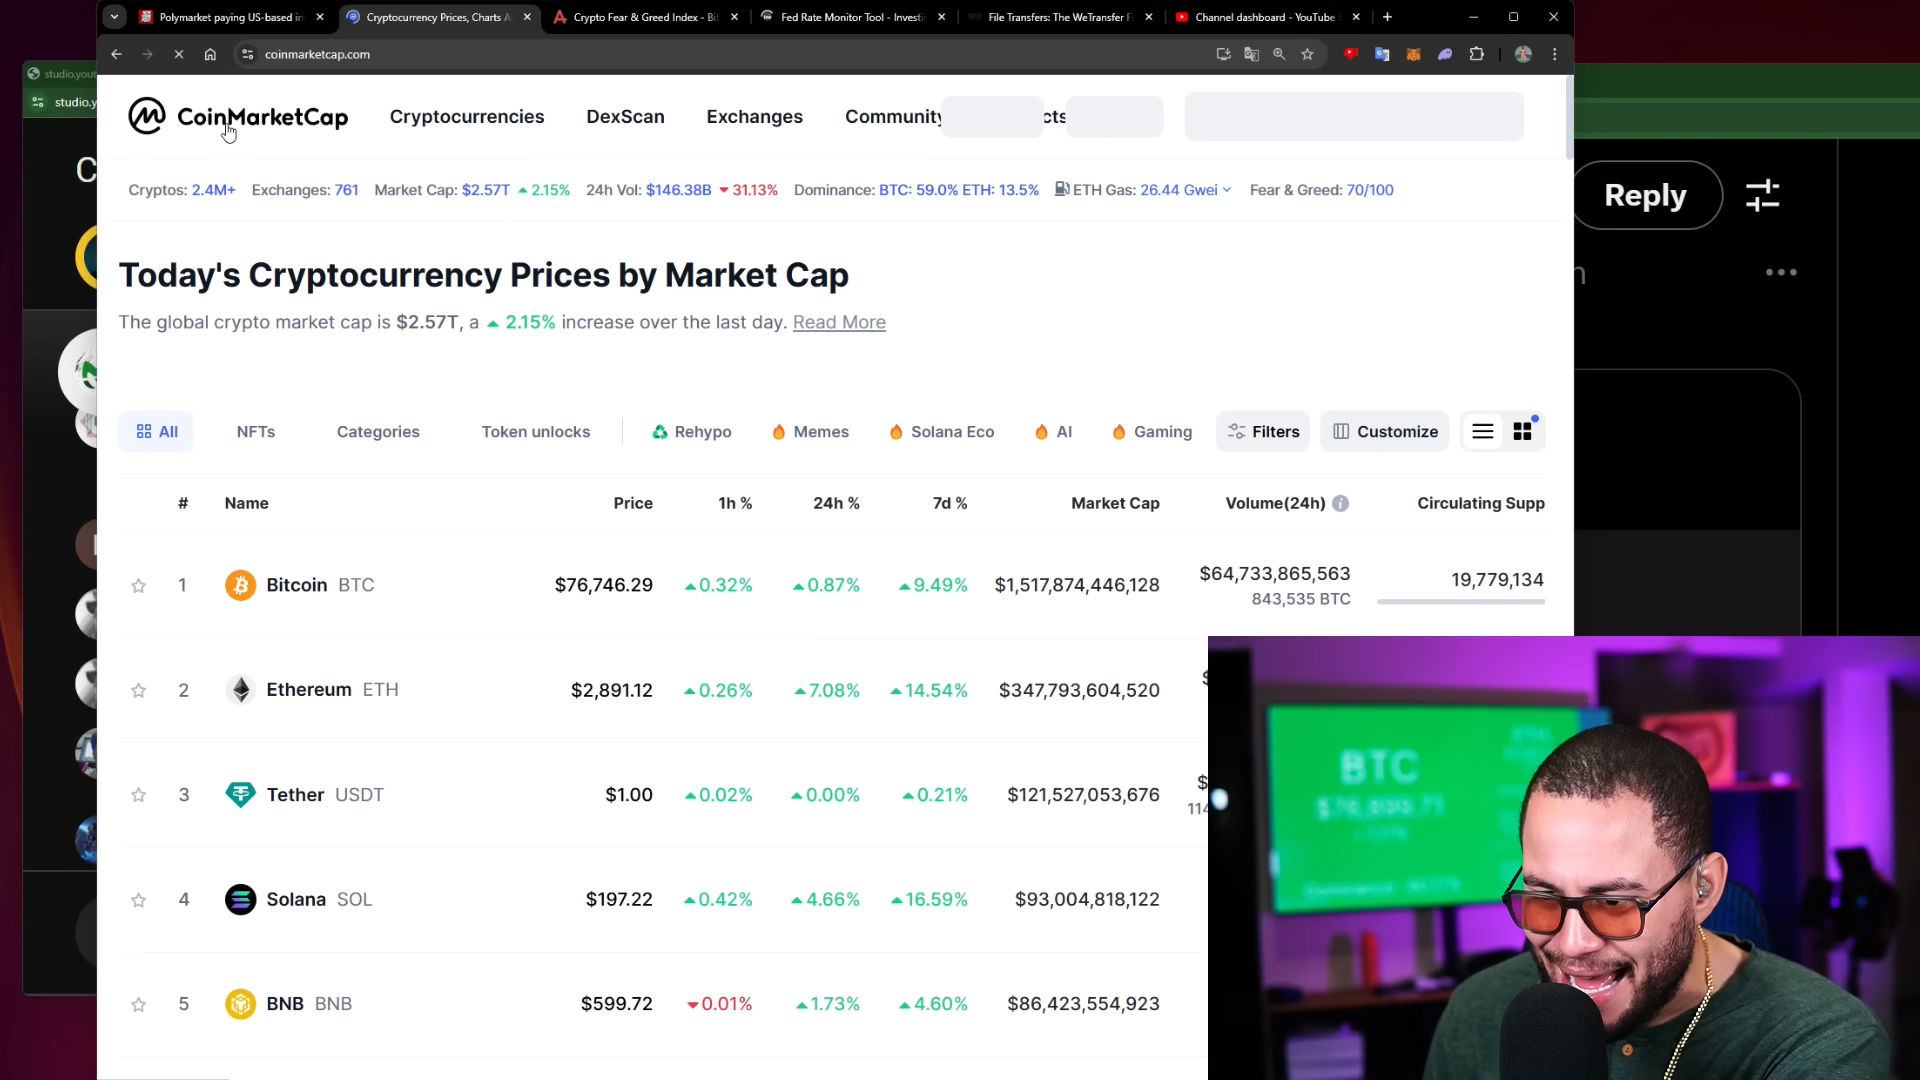 Polymarket paying US-based in
Cryptocurrency Prices, Charts A
Crypto Fear & Greed Index - Bi
Fed Rate Monitor Tool - Investi
File Transfers: The WeTransfer F
Channel dashboard - YouTube
coinmarketcap.com
studio.yout
studio.y
CoinMarketCap
Cryptocurrencies
DexScan
Exchanges
Community
cts
Cryptos: 2.4M+ Exchanges: 761 Market Cap: $2.57T 2.15% 24h Vol: $146.38B 31.13% Dominance: BTC: 59.0% ETH: 13.5% ETH Gas: 26.44 Gwei Fear & Greed: 70/100
Reply
Today's Cryptocurrency Prices by Market Cap
The global crypto market cap is $2.57T, a 2.15% increase over the last day. Read More
All NFTs Categories Token unlocks Rehypo Memes Solana Eco AI Gaming Filters Customize
# Name Price 1h % 24h % 7d % Market Cap Volume(24h) Circulating Supp
1 Bitcoin BTC $76,746.29 0.32% 0.87% 9.49% $1,517,874,446,128 $64,733,865,563 19,779,134
843,535 BTC
2 Ethereum ETH $2,891.12 0.26% 7.08% 14.54% $347,793,604,520
3 Tether USDT $1.00 0.02% 0.00% 0.21% $121,527,053,676 $
114
4 Solana SOL $197.22 0.42% 4.66% 16.59% $93,004,818,122
5 BNB BNB $599.72 0.01% 1.73% 4.60% $86,423,554,923
BTC